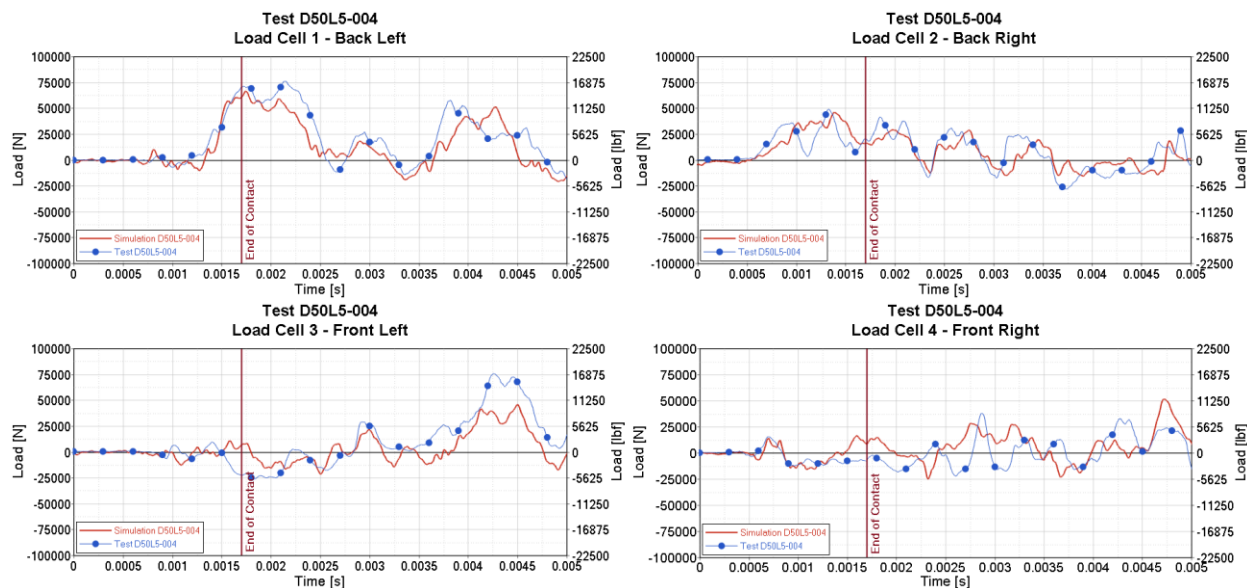 Test D50L5-004
Load Cell 1 - Back Left
100000
75000
50000
25000
0
-25000
-50000
-75000
-100000
Load [N]
22500
16875
11250
5625
0
-5625
-11250
-16875
-22500
Load [lbf]
End of Contact
Simulation D50L5-004
Test D50L5-004
0 0.0005 0.001 0.0015 0.002 0.0025 0.003 0.0035 0.004 0.0045 0.005
Time [s]
Test D50L5-004
Load Cell 2 - Back Right
100000
75000
50000
25000
0
-25000
-50000
-75000
-100000
Load [N]
22500
16875
11250
5625
0
-5625
-11250
-16875
-22500
Load [lbf]
End of Contact
Simulation D50L5-004
Test D50L5-004
0 0.0005 0.001 0.0015 0.002 0.0025 0.003 0.0035 0.004 0.0045 0.005
Time [s]
Test D50L5-004
Load Cell 3 - Front Left
100000
75000
50000
25000
0
-25000
-50000
-75000
-100000
Load [N]
22500
16875
11250
5625
0
-5625
-11250
-16875
-22500
Load [lbf]
End of Contact
Simulation D50L5-004
Test D50L5-004
0 0.0005 0.001 0.0015 0.002 0.0025 0.003 0.0035 0.004 0.0045 0.005
Time [s]
Test D50L5-004
Load Cell 4 - Front Right
100000
75000
50000
25000
0
-25000
-50000
-75000
-100000
Load [N]
22500
16875
11250
5625
0
-5625
-11250
-16875
-22500
Load [lbf]
End of Contact
Simulation D50L5-004
Test D50L5-004
0 0.0005 0.001 0.0015 0.002 0.0025 0.003 0.0035 0.004 0.0045 0.005
Time [s]